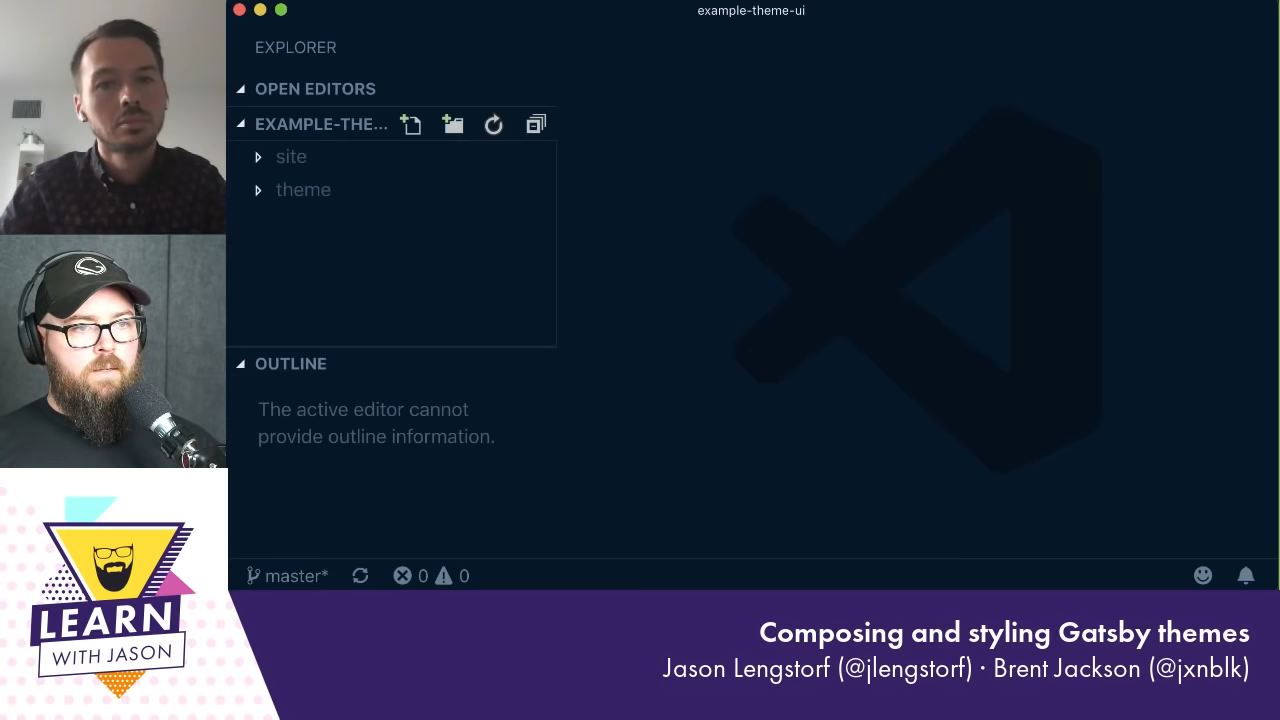 example-theme-ui
EXPLORER
OPEN EDITORS
EXAMPLE-THE...
site
theme
OUTLINE
The active editor cannot
provide outline information.
master*
0
0
LEARN
WITH JASON
Composing and styling Gatsby themes
Jason Lengstorf (@jlengstorf) · Brent Jackson (@jxnblk)